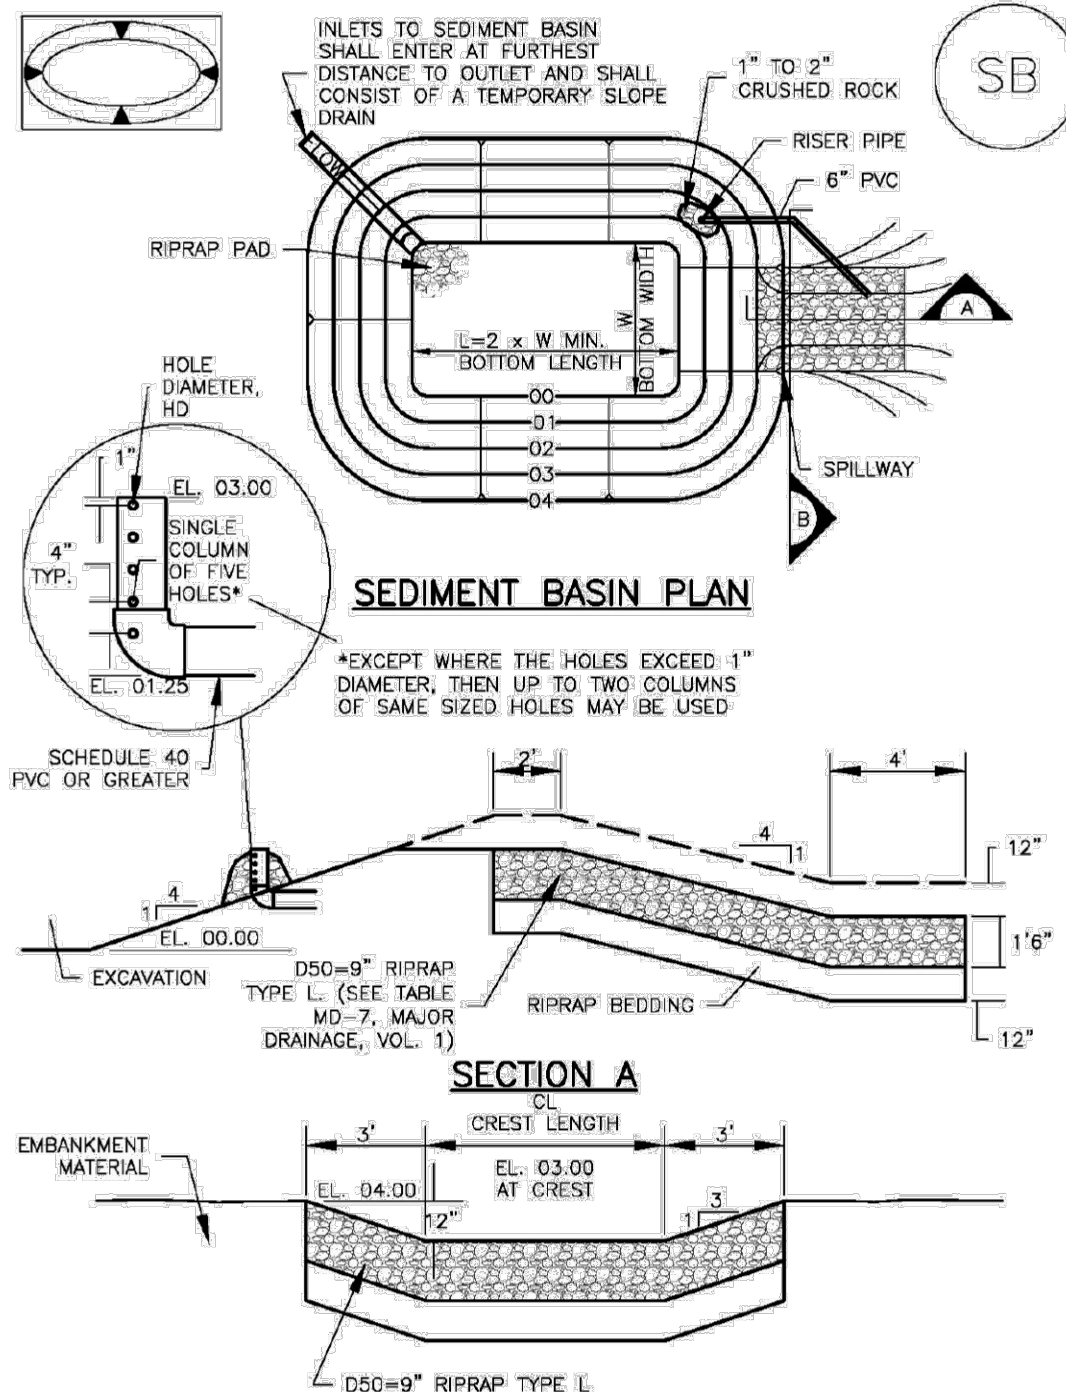 INLETS TO SEDIMENT BASIN
SHALL ENTER AT FURTHEST
DISTANCE TO OUTLET AND SHALL
CONSIST OF A TEMPORARY SLOPE
DRAIN
1" TO 2"
CRUSHED ROCK
SB
RISER PIPE
6" PVC
FLOW
RIPRAP PAD
W
BOTTOM WIDTH
L=2 x W MIN.
BOTTOM LENGTH
A
00
01
02
03
04
SPILLWAY
B
HOLE
DIAMETER,
HD
1"
EL. 03.00
SINGLE
COLUMN
OF FIVE
HOLES*
4"
TYP.
EL. 01.25
SEDIMENT BASIN PLAN
*EXCEPT WHERE THE HOLES EXCEED 1"
DIAMETER, THEN UP TO TWO COLUMNS
OF SAME SIZED HOLES MAY BE USED
SCHEDULE 40
PVC OR GREATER
2'
4'
4
1
12"
4
1
EL. 00.00
EXCAVATION
1'6"
D50=9" RIPRAP
TYPE L. (SEE TABLE
MD-7, MAJOR
DRAINAGE, VOL. 1)
RIPRAP BEDDING
12"
SECTION A
CL
CREST LENGTH
3'
3'
EMBANKMENT
MATERIAL
EL. 04.00
EL. 03.00
AT CREST
12"
3
1
D50=9" RIPRAP TYPE L